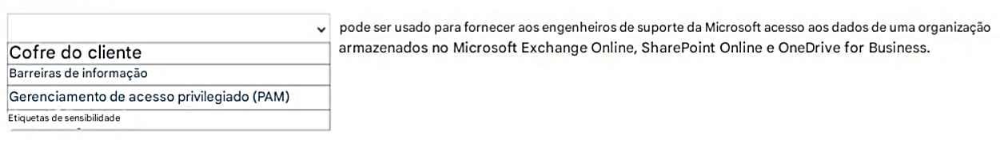 pode ser usado para fornecer aos engenheiros de suporte da Microsoft acesso aos dados de uma organização
armazenados no Microsoft Exchange Online, SharePoint Online e OneDrive for Business.
Cofre do cliente
Barreiras de informação
Gerenciamento de acesso privilegiado (PAM)
Etiquetas de sensibilidade